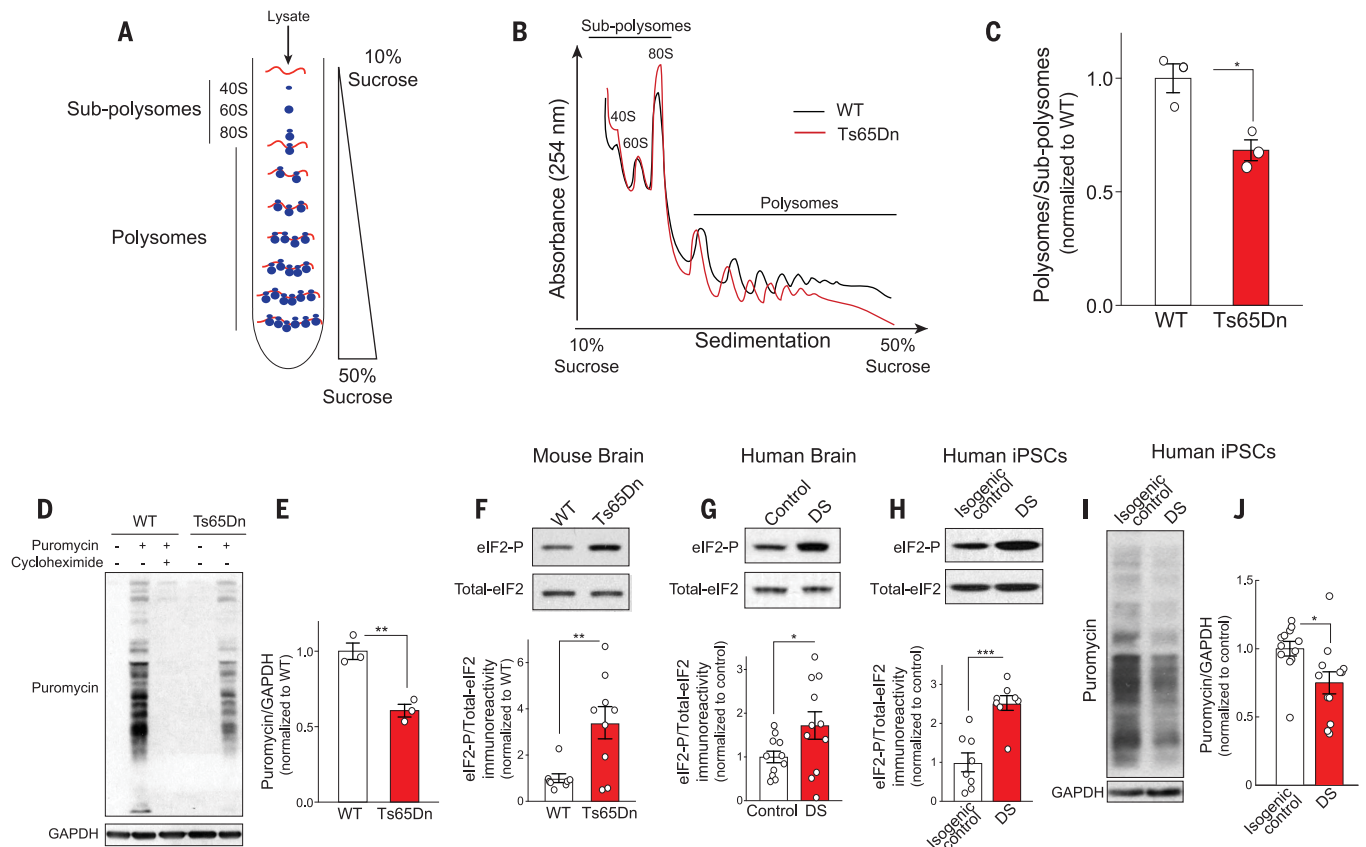 A
Lysate
10%
Sucrose
Sub-polysomes
40S
60S
80S
Polysomes
50%
Sucrose
B
Sub-polysomes
80S
40S
60S
WT
Ts65Dn
Polysomes
Absorbance (254 nm)
10%
Sucrose
Sedimentation
50%
Sucrose
C
Polysomes/Sub-polysomes
(normalized to WT)
1.0
0.5
0.0
*
WT
Ts65Dn
D
WT
Ts65Dn
Puromycin - + + - +
Cycloheximide - - + - -
Puromycin
GAPDH
E
Puromycin/GAPDH
(normalized to WT)
1.0
0.5
0.0
**
WT
Ts65Dn
Mouse Brain
F
WT
Ts65Dn
eIF2-P
Total-eIF2
eIF2-P/Total-eIF2
immunoreactivity
(normalized to WT)
8
6
4
2
0
**
WT
Ts65Dn
Human Brain
G
Control
DS
eIF2-P
Total-eIF2
eIF2-P/Total-eIF2
immunoreactivity
(normalized to control)
4
3
2
1
0
*
Control
DS
Human iPSCs
H
Isogenic
control
DS
eIF2-P
Total-eIF2
eIF2-P/Total-eIF2
immunoreactivity
(normalized to control)
4
3
2
1
0
***
Isogenic
control
DS
Human iPSCs
I
Isogenic
control
DS
Puromycin
GAPDH
J
Puromycin/GAPDH
(normalized to control)
1.5
1.0
0.5
0
*
Isogenic
control
DS